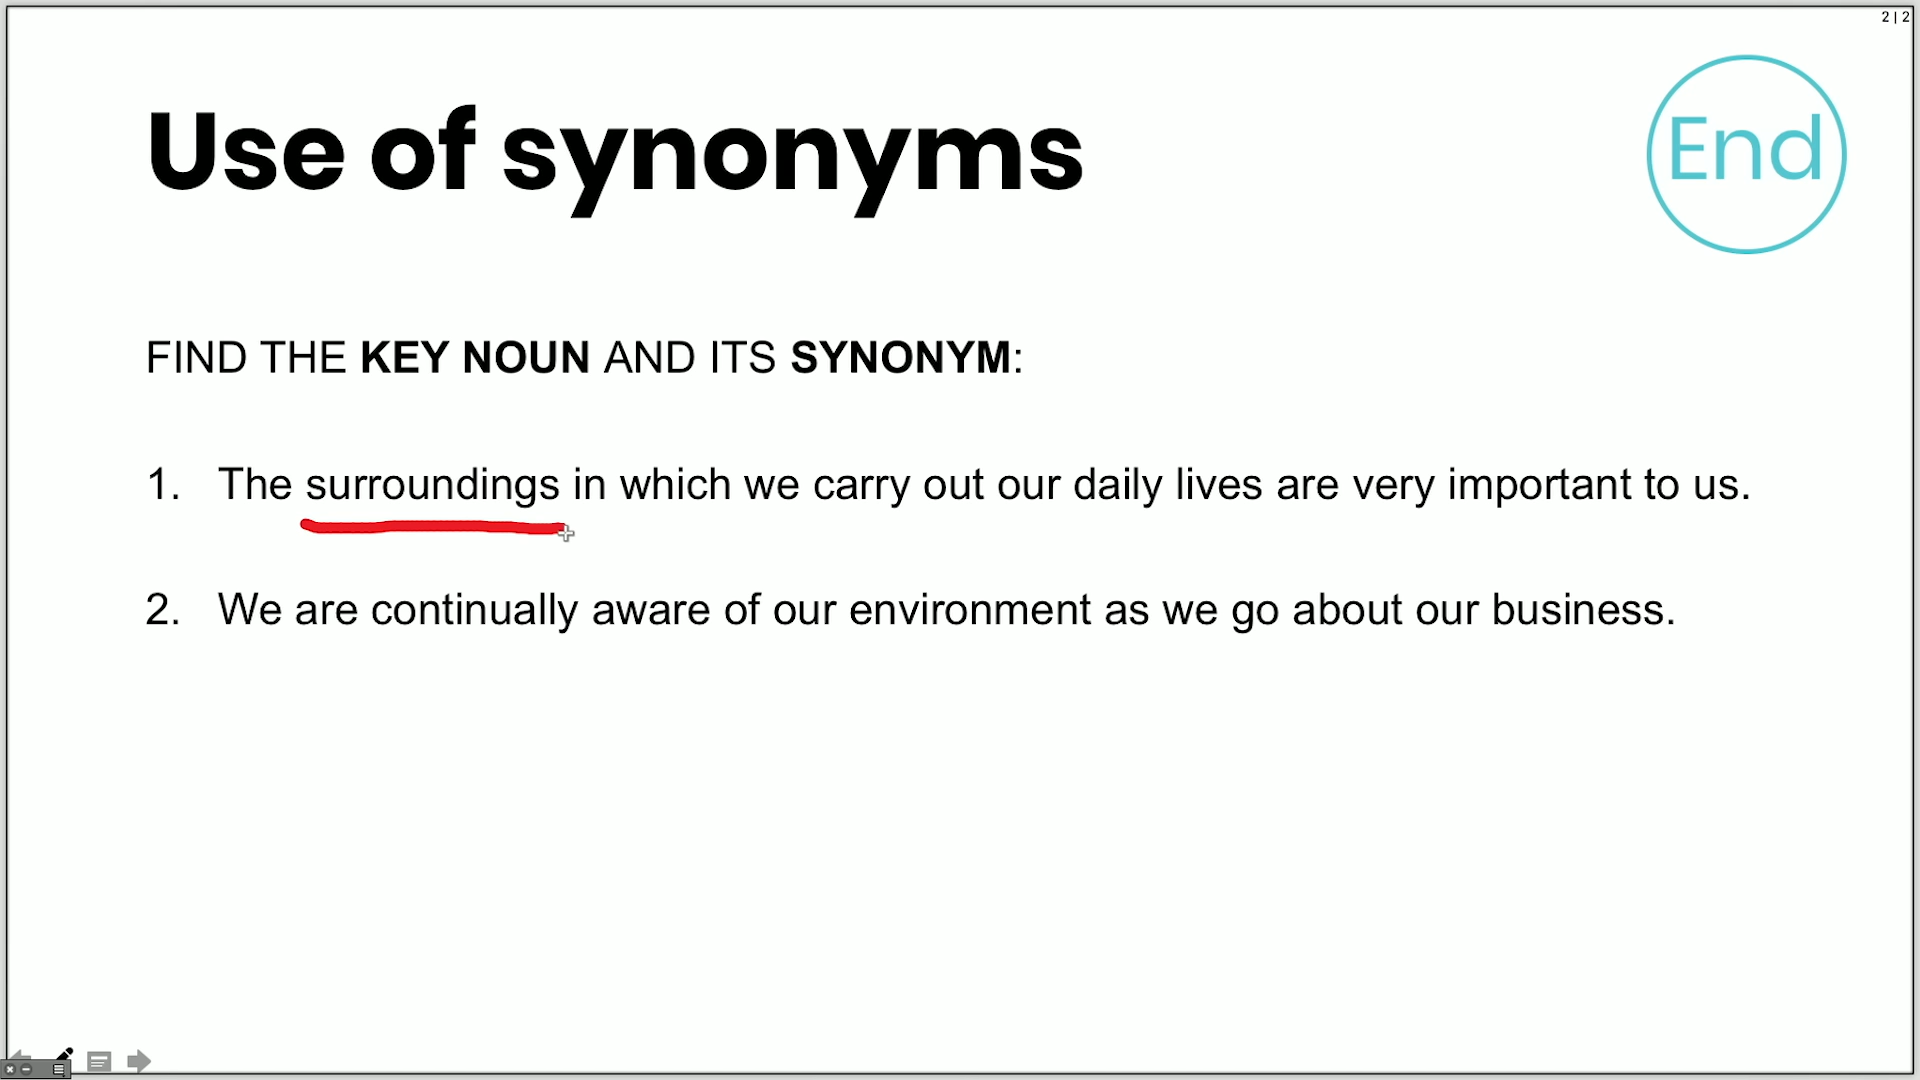 2 | 2
Use of synonyms
End
FIND THE KEY NOUN AND ITS SYNONYM:
1. The surroundings in which we carry out our daily lives are very important to us.
2. We are continually aware of our environment as we go about our business.